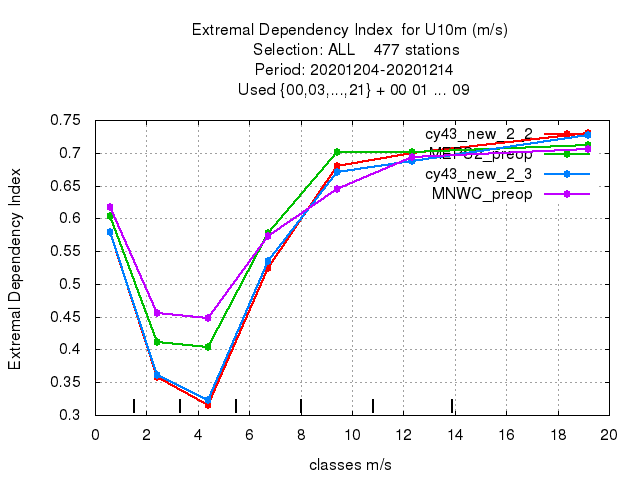 Extremal Dependency Index for U10m (m/s)
Selection: ALL 477 stations
Period: 20201204-20201214
Used {00,03,...,21} + 00 01 ... 09
Extremal Dependency Index
0.75
0.7
0.65
0.6
0.55
0.5
0.45
0.4
0.35
0.3
cy43_new_2_2
preop
cy43_new_2_3
MNWC_preop
0 2 4 6 8 10 12 14 16 18 20
classes m/s